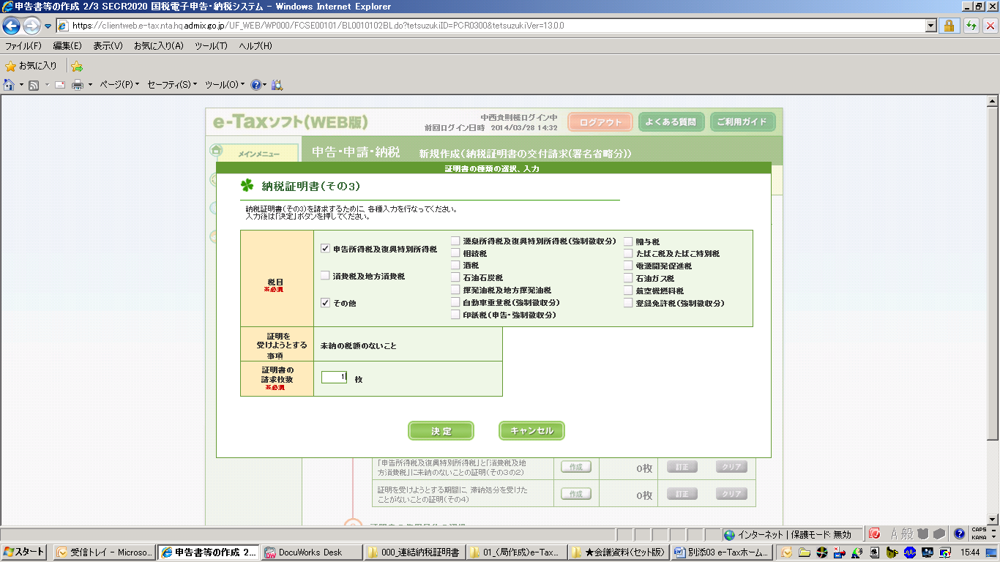 申告書等の作成 2/3 SECR2020 国税電子申告・納税システム - Windows Internet Explorer
https://clientweb.e-tax.nta.hq.admix.go.jp/UF_WEB/WP000/FCSE00101/BL0010102BL.do?tetsuzukiID=PCR0300&tetsuzukiVer=13.0.0
ファイル(F) 編集(E) 表示(V) お気に入り(A) ツール(T) ヘルプ(H)
お気に入り
ページ(P) セーフティ(S) ツール(O)
e-Taxソフト(WEB版)
中西貴則様ログイン中
前回ログイン日時 2014/03/28 14:32
ログアウト よくある質問 ご利用ガイド
メインメニュー
申告・申請・納税 新規作成(納税証明書の交付請求(署名省略分))
証明書の種類の選択、入力
納税証明書(その3)
納税証明書(その3)を請求するために、各種入力を行なってください。
入力後は「決定」ボタンを押してください。
税目
※必須
申告所得税及復興特別所得税
消費税及地方消費税
その他
源泉所得税及復興特別所得税(強制徴収分)
相続税
酒税
石油石炭税
揮発油税及地方揮発油税
自動車重量税(強制徴収分)
印紙税(申告・強制徴収分)
贈与税
たばこ税及たばこ特別税
電源開発促進税
石油ガス税
航空機燃料税
登録免許税(強制徴収分)
証明を
受けようとする
事項
未納の税額のないこと
証明書の
請求枚数
※必須
1 枚
決定 キャンセル
「申告所得税及復興特別所得税」と「消費税及地
方消費税」に未納のないことの証明(その3の2)
作成 0枚 訂正 クリア
証明を受けようとする期間に、滞納処分を受けた
ことがないことの証明(その4)
作成 0枚 訂正 クリア
インターネット | 保護モード: 無効
A 般
CAPS
KANA
スタート 受信トレイ - Microso... 申告書等の作成 2... DocuWorks Desk 000_連結納税証明書 01_(局作成)e-Tax... ★会議資料(セット版) 別添03 e-Taxホーム... 15:44